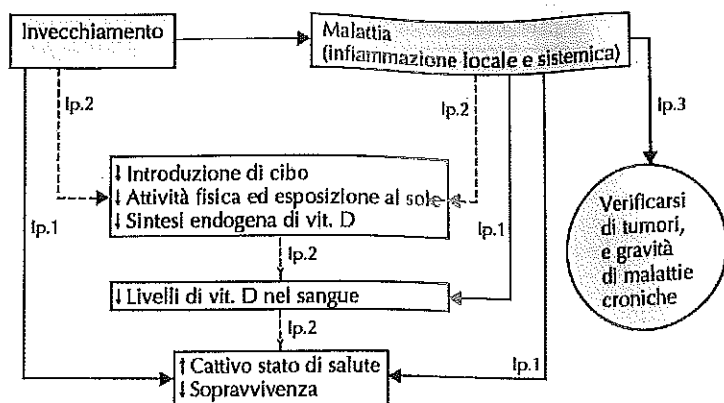 Invecchiamento
Malattia
(infiammazione locale e sistemica)
Ip.2
Ip.2
Ip.3
↓ Introduzione di cibo
↓ Attività fisica ed esposizione al sole
↓ Sintesi endogena di vit. D
Ip.1
Ip.1
Verificarsi
di tumori,
e gravità
di malattie
croniche
Ip.2
↓ Livelli di vit. D nel sangue
Ip.2
↑ Cattivo stato di salute
↓ Sopravvivenza
Ip.1